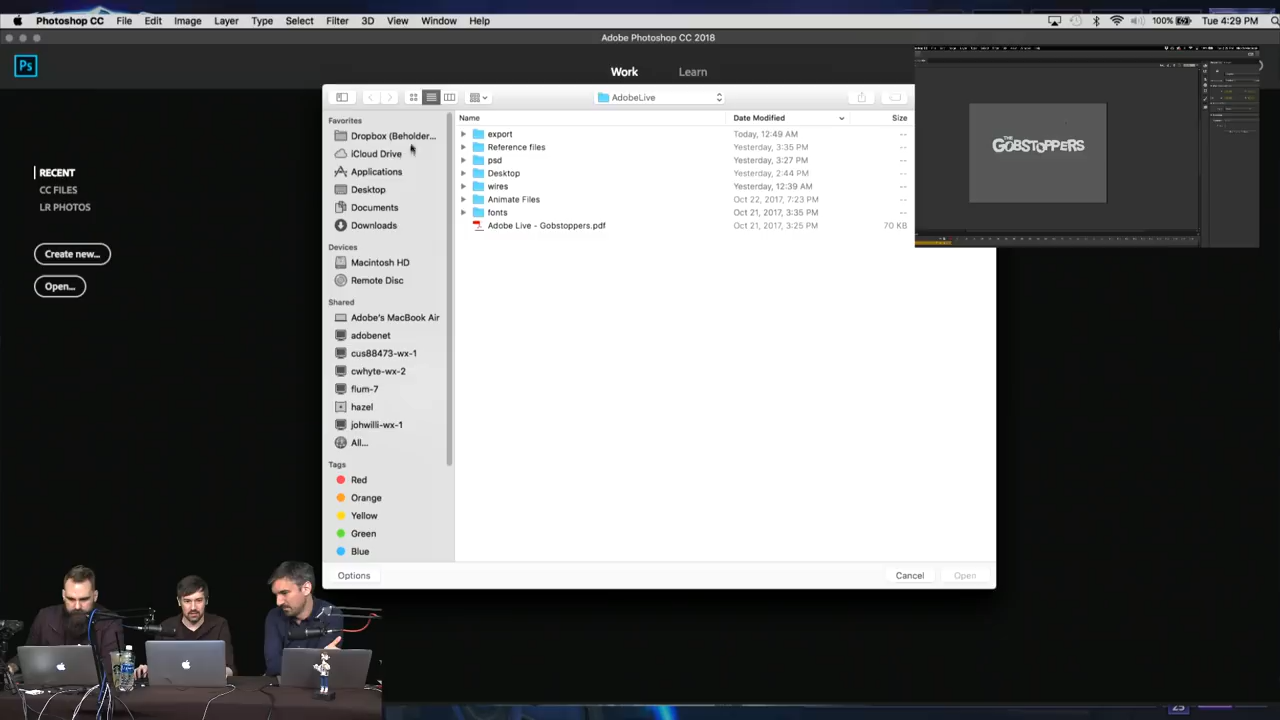 Photoshop CC File Edit Image Layer Type Select Filter 3D View Window Help 100% Tue 4:29 PM
Adobe Photoshop CC 2018
Ps
Work Learn
AdobeLive
Favorites
Dropbox (Beholder...
iCloud Drive
Applications
Desktop
Documents
Downloads
Devices
Macintosh HD
Remote Disc
Shared
Adobe's MacBook Air
adobenet
cus88473-wx-1
cwhyte-wx-2
flum-7
hazel
johwilli-wx-1
All...
Tags
Red
Orange
Yellow
Green
Blue
Name Date Modified Size
export Today, 12:49 AM --
Reference files Yesterday, 3:35 PM --
psd Yesterday, 3:27 PM --
Desktop Yesterday, 2:44 PM --
wires Yesterday, 12:39 AM --
Animate Files Oct 22, 2017, 7:23 PM --
fonts Oct 21, 2017, 3:35 PM --
Adobe Live - Gobstoppers.pdf Oct 21, 2017, 3:25 PM 70 KB
RECENT
CC FILES
LR PHOTOS
Create new...
Open...
THE
GOBSTOPPERS
Options Cancel Open
25